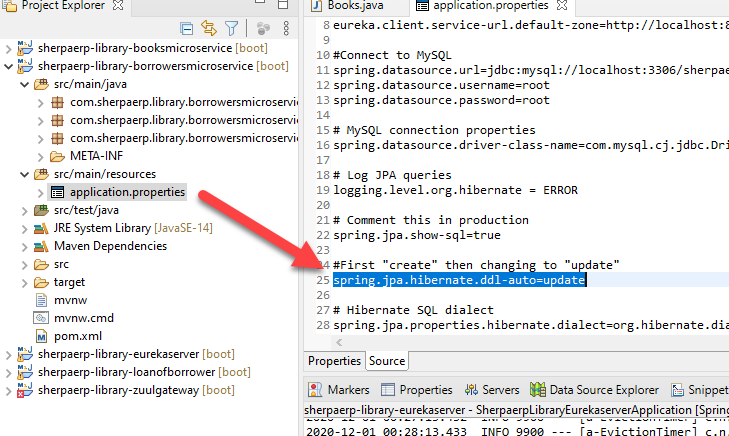 Project Explorer
sherpaerp-library-booksmicroservice [boot]
sherpaerp-library-borrowersmicroservice [boot]
src/main/java
com.sherpaerp.library.borrowersmicroservic
com.sherpaerp.library.borrowersmicroservic
com.sherpaerp.library.borrowersmicroservic
META-INF
src/main/resources
application.properties
src/test/java
JRE System Library [JavaSE-14]
Maven Dependencies
src
target
mvnw
mvnw.cmd
pom.xml
sherpaerp-library-eurekaserver [boot]
sherpaerp-library-loanofborrower [boot]
sherpaerp-library-zuulgateway [boot]
Books.java application.properties
8 eureka.client.service-url.default-zone=http://localhost:8
9
10 #Connect to MySQL
11 spring.datasource.url=jdbc:mysql://localhost:3306/sherpae
12 spring.datasource.username=root
13 spring.datasource.password=root
14
15 # MySQL connection properties
16 spring.datasource.driver-class-name=com.mysql.cj.jdbc.Dri
17
18 # Log JPA queries
19 logging.level.org.hibernate = ERROR
20
21 # Comment this in production
22 spring.jpa.show-sql=true
23
24 #First "create" then changing to "update"
25 spring.jpa.hibernate.ddl-auto=update
26
27 # Hibernate SQL dialect
28 spring.jpa.properties.hibernate.dialect=org.hibernate.dia
Properties Source
Markers Properties Servers Data Source Explorer Snippet
sherpaerp-library-eurekaserver - SherpaerpLibraryEurekaserverApplication [Spring
2020-12-01 00:28:13.433 INFO 9900 --- [a-EvictionTimer] c.n.